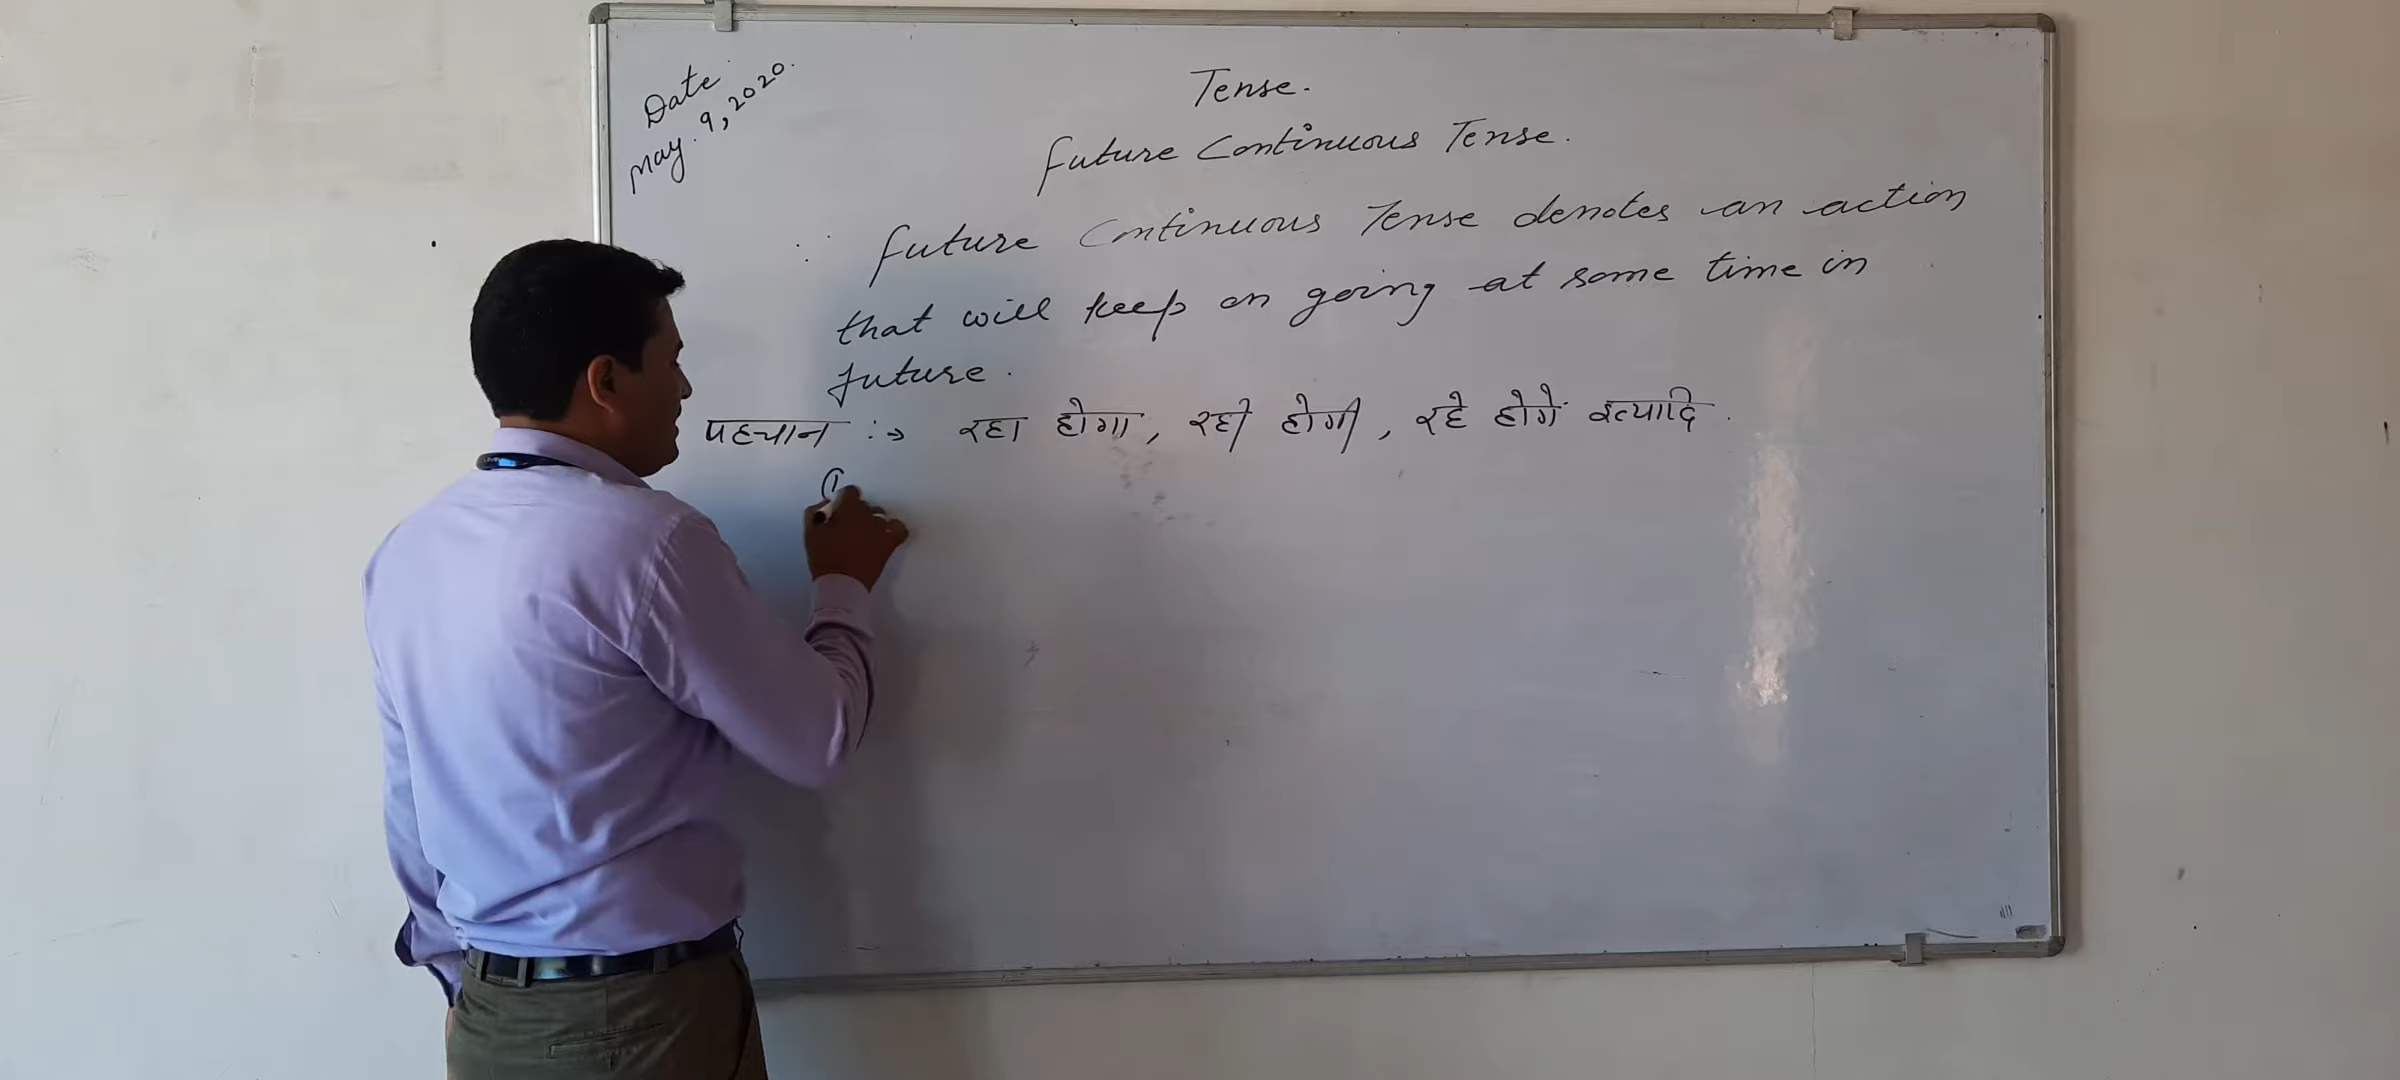 Date
May. 9, 2020.
Tense.
Future Continuous Tense.
Future Continuous Tense denotes an action
that will keep on going at some time in
future.
पहचान :→ रहा होगा, रही होगी, रहे होगें इत्यादि.
(1